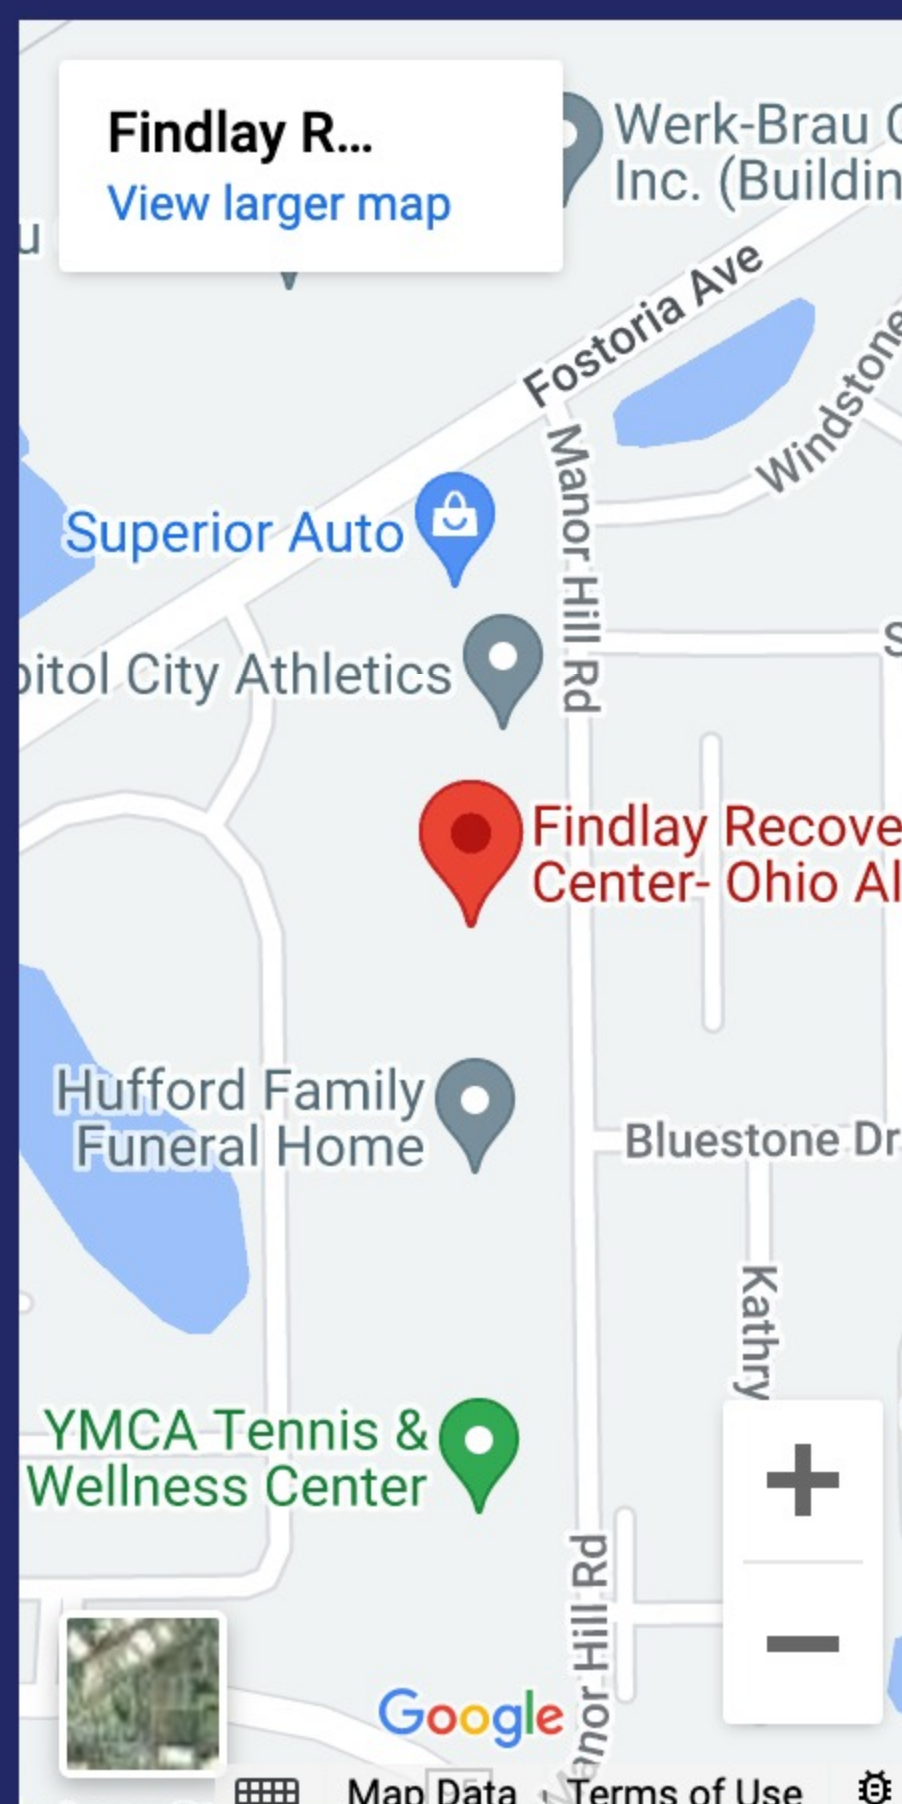 Findlay R...
View larger map
Werk-Brau
Inc. (Buildin
u
Fostoria Ave
Windstone
Manor Hill Rd
Superior Auto
pitol City Athletics
S
Findlay Recove
Center- Ohio Al
Hufford Family
Funeral Home
Bluestone Dr
Kathry
YMCA Tennis &
Wellness Center
Manor Hill Rd
Google
Map Data
Terms of Use